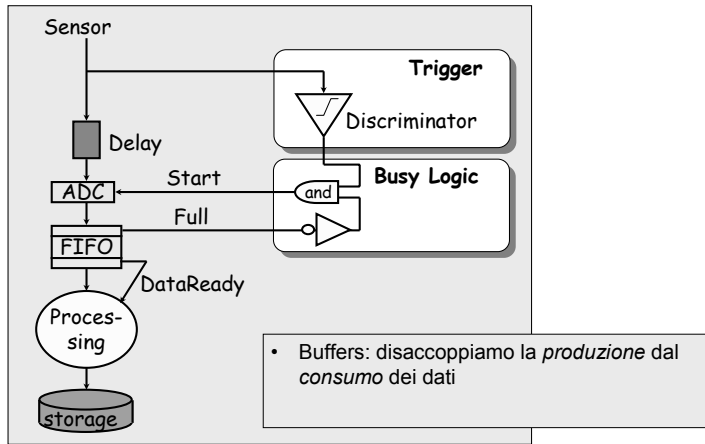 Sensor
Trigger
Discriminator
Delay
Busy Logic
Start
and
ADC
Full
FIFO
DataReady
Proces-
sing
• Buffers: disaccoppiamo la produzione dal
consumo dei dati
storage